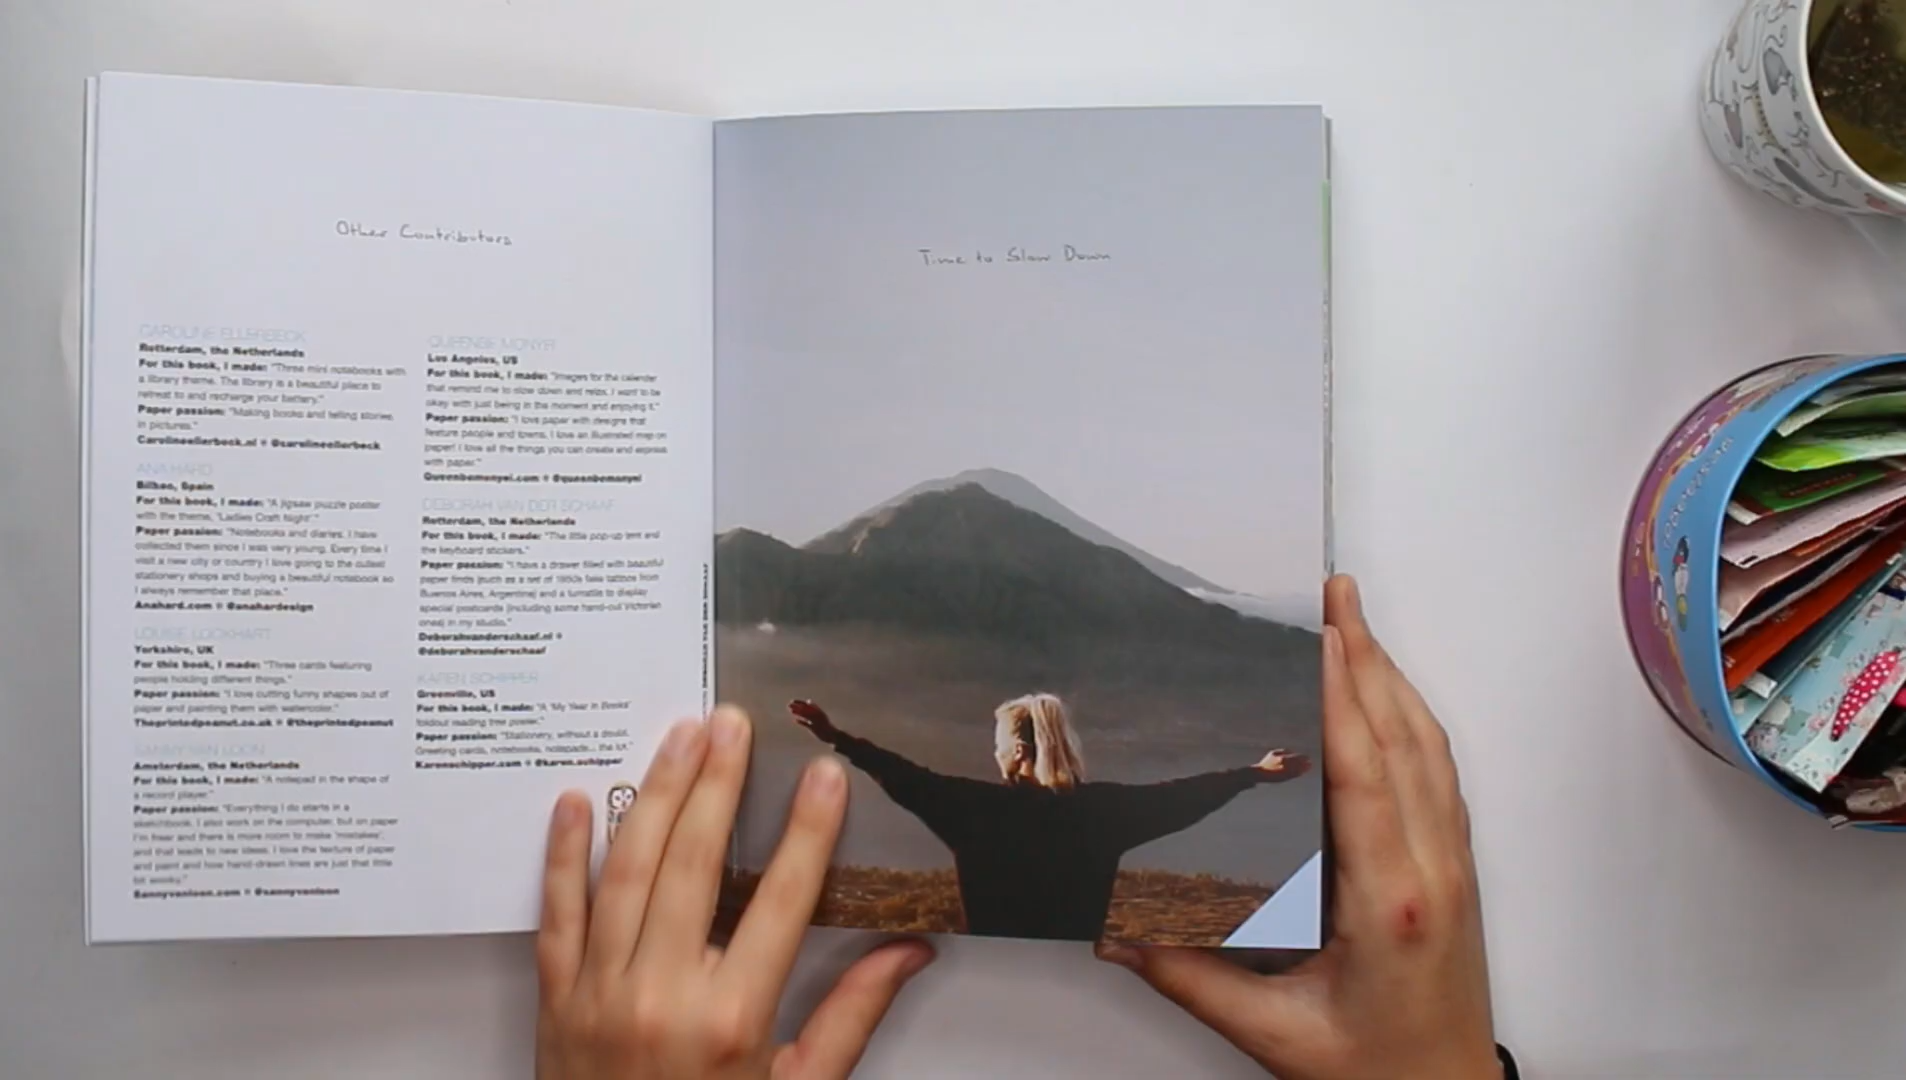 Other Contributors
CAROLINE ELLERBECK
Rotterdam, the Netherlands
For this book, I made: "Three mini notebooks with
a library theme. The library is a beautiful place to
retreat to and recharge your battery."
Paper passion: "Making books and telling stories
in pictures."
Carolineellerbeck.nl @carolineellerbeck
ANA HARD
Bilbao, Spain
For this book, I made: "A jigsaw puzzle poster
with the theme, 'Ladies Craft Night'"
Paper passion: "Notebooks and diaries. I have
collected them since I was very young. Every time I
visit a new city or country I love going to the cutest
stationery shops and buying a beautiful notebook so
I always remember that place."
Anahard.com @anahardesign
LOUISE LOCKHART
Yorkshire, UK
For this book, I made: "Three cards featuring
people holding different things."
Paper passion: "I love cutting funny shapes out of
paper and painting them with watercolor."
Theprintedpeanut.co.uk @theprintedpeanut
SANNY VAN LOON
Amsterdam, the Netherlands
For this book, I made: "A notepad in the shape of
a record player."
Paper passion: "Everything I do starts in a
sketchbook. I also work on the computer, but on paper
I'm freer and there is more room to make 'mistakes',
and that leads to new ideas. I love the texture of paper
and paint and how hand-drawn lines are just that little
bit wonky."
Sannyvanloon.com @sannyvanloon
QUEENBE MONYEI
Los Angeles, US
For this book, I made: "Images for the calendar
that remind me to slow down and relax. I want to be
okay with just being in the moment and enjoying it."
Paper passion: "I love paper with designs that
feature people and towns. I love an illustrated map on
paper! I love all the things you can create and express
with paper."
Queenbemonyei.com @queenbemonyei
DEBORAH VAN DER SCHAAF
Rotterdam, the Netherlands
For this book, I made: "The little pop-up tent and
the keyboard stickers."
Paper passion: "I have a drawer filled with beautiful
paper finds (such as a set of 1950s fake tattoos from
Buenos Aires, Argentina) and a turnstile to display
special postcards (including some hand-cut Victorian
ones) in my studio."
Deborahvanderschaaf.nl
@deborahvanderschaaf
KAREN SCHIPPER
Greenville, US
For this book, I made: "A 'My Year in Books'
foldout reading tree poster."
Paper passion: "Stationery, without a doubt.
Greeting cards, notebooks, notepads... the lot."
Karenschipper.com @karen.schipper
Time to Slow Down